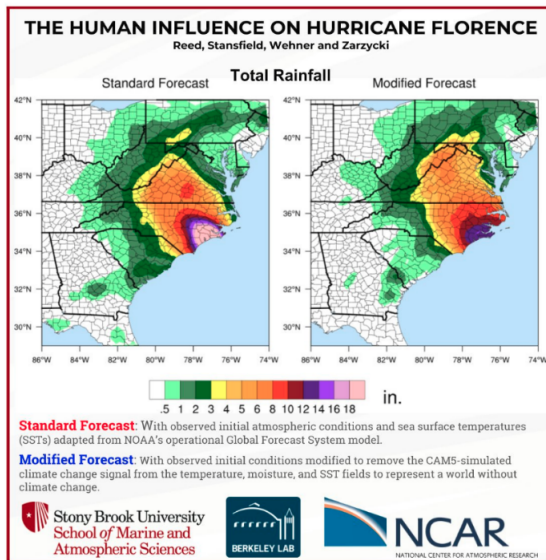 THE HUMAN INFLUENCE ON HURRICANE FLORENCE
Reed, Stansfield, Wehner and Zarzycki
Total Rainfall
Standard Forecast
Modified Forecast
42°N
40°N
38°N
36°N
34°N
32°N
30°N
86°W 82°W 80°W 76°W 74°W
42°N
40°N
38°N
36°N
34°N
32°N
30°N
86°W 82°W 80°W 76°W 74°W
.5 1 2 3 4 5 6 8 10 12 14 16 18 in.
Standard Forecast: With observed initial atmospheric conditions and sea surface temperatures
(SSTs) adapted from NOAA's operational Global Forecast System model.
Modified Forecast: With observed initial conditions modified to remove the CAM5-simulated
climate change signal from the temperature, moisture, and SST fields to represent a world without
climate change.
Stony Brook University
School of Marine and
Atmospheric Sciences
BERKELEY LAB
NCAR
NATIONAL CENTER FOR ATMOSPHERIC RESEARCH